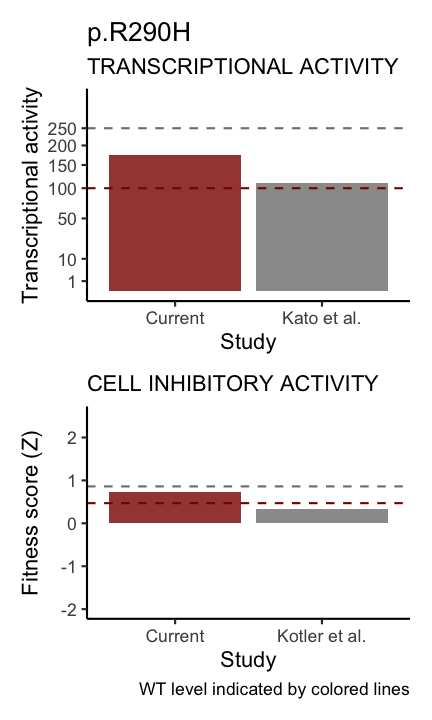 p.R290H
TRANSCRIPTIONAL ACTIVITY
Transcriptional activity
250
200
150
100
50
10
1
Current
Kato et al.
Study
CELL INHIBITORY ACTIVITY
Fitness score (Z)
2
1
0
-1
-2
Current
Kotler et al.
Study
WT level indicated by colored lines